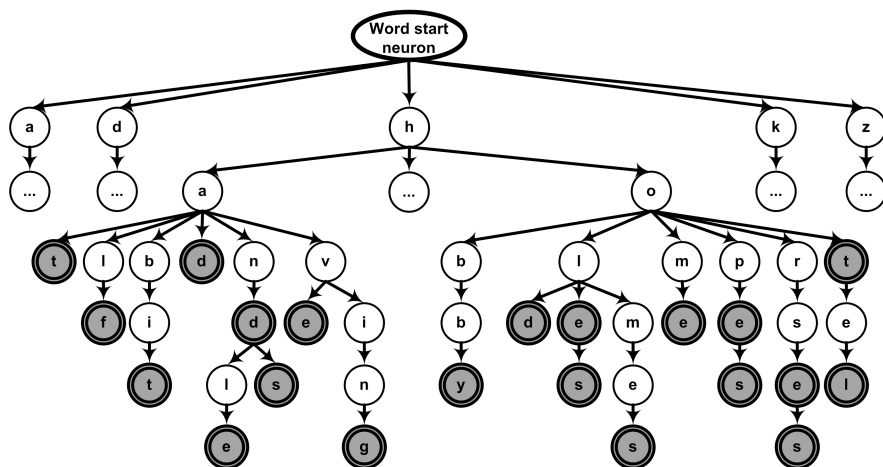 Word start
neuron
a d h k z
... ... a ... o ... ...
t l b d n v b l m p r t
f i d e i b d e m e e s e
t l s n y s e s e l
e g s s